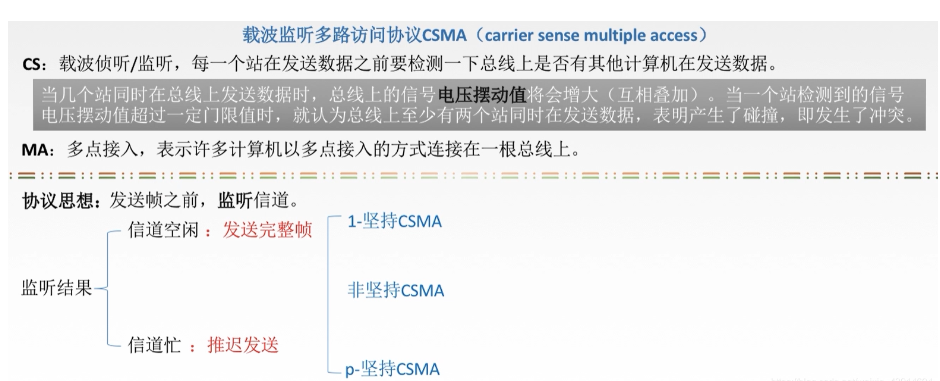 载波监听多路访问协议CSMA（carrier sense multiple access）
CS：载波侦听/监听，每一个站在发送数据之前要检测一下总线上是否有其他计算机在发送数据。
当几个站同时在总线上发送数据时，总线上的信号电压摆动值将会增大（互相叠加）。当一个站检测到的信号
电压摆动值超过一定门限值时，就认为总线上至少有两个站同时在发送数据，表明产生了碰撞，即发生了冲突。
MA：多点接入，表示许多计算机以多点接入的方式连接在一根总线上。
协议思想：发送帧之前，监听信道。
监听结果
信道空闲：发送完整帧
信道忙：推迟发送
1-坚持CSMA
非坚持CSMA
p-坚持CSMA